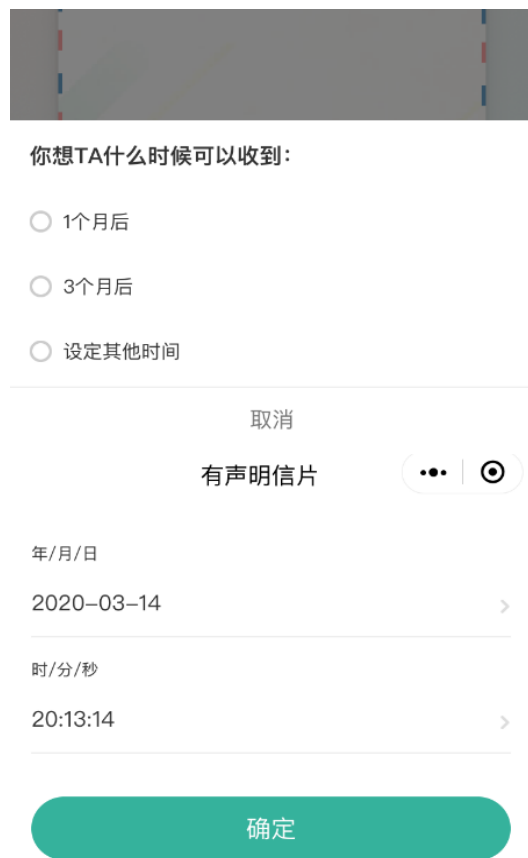 你想TA什么时候可以收到：
1个月后
3个月后
设定其他时间
取消
有声明信片
年/月/日
2020-03-14
时/分/秒
20:13:14
确定